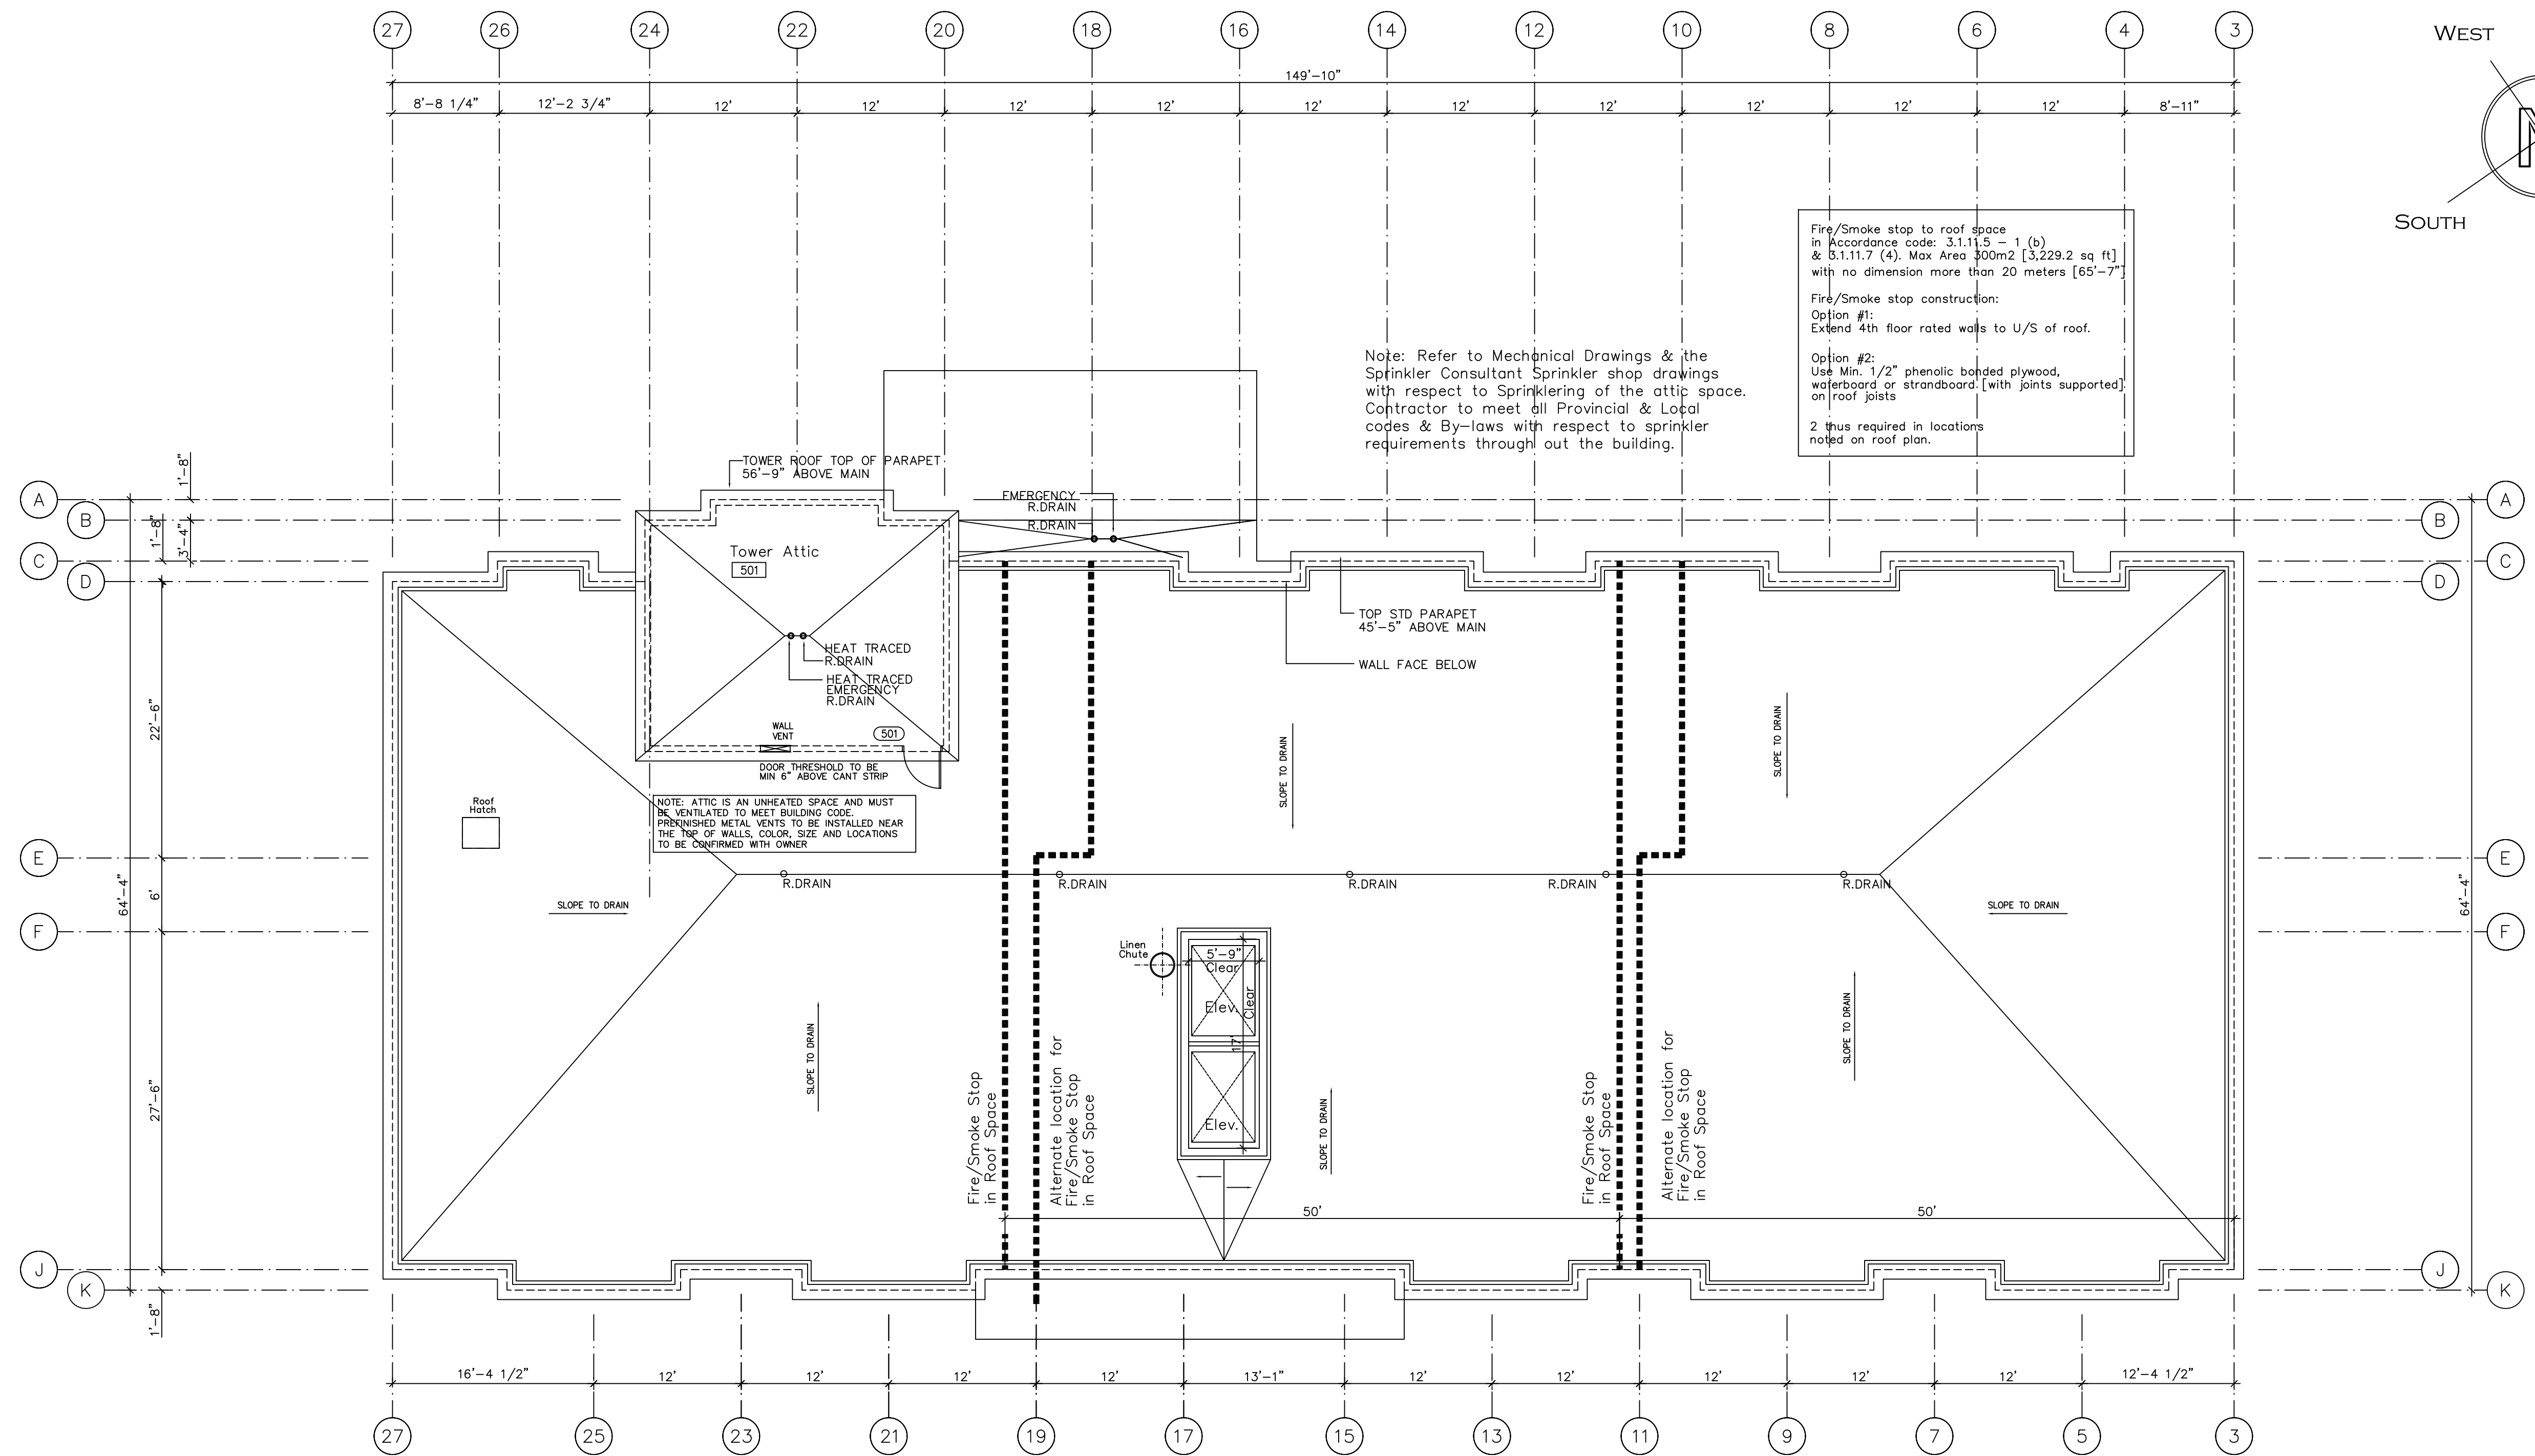 27 26 24 22 20 18 16 14 12 10 8 6 4 3
WEST
149'-10"
8'-8 1/4" 12'-2 3/4" 12' 12' 12' 12' 12' 12' 12' 12' 12' 12' 8'-11"
SOUTH
Fire/Smoke stop to roof space
in Accordance code: 3.1.11.5 - 1 (b)
& 3.1.11.7 (4). Max Area 300m2 [3,229.2 sq ft]
with no dimension more than 20 meters [65'-7"]
Fire/Smoke stop construction:
Option #1:
Extend 4th floor rated walls to U/S of roof.
Option #2:
Use Min. 1/2" phenolic bonded plywood,
waferboard or strandboard [with joints supported]
on roof joists
2 thus required in locations
noted on roof plan.
Note: Refer to Mechanical Drawings & the
Sprinkler Consultant Sprinkler shop drawings
with respect to Sprinklering of the attic space.
Contractor to meet all Provincial & Local
codes & By-laws with respect to sprinkler
requirements through out the building.
TOWER ROOF TOP OF PARAPET
56'-9" ABOVE MAIN
1'-8"
A A
B B
1'-8"
3'-4"
C C
D D
EMERGENCY
R.DRAIN
R.DRAIN
Tower Attic
501
TOP STD PARAPET
45'-5" ABOVE MAIN
WALL FACE BELOW
HEAT TRACED
R.DRAIN
HEAT TRACED
EMERGENCY
R.DRAIN
WALL
VENT
501
DOOR THRESHOLD TO BE
MIN 6" ABOVE CANT STRIP
22'-6"
SLOPE TO DRAIN
SLOPE TO DRAIN
Roof
Hatch
NOTE: ATTIC IS AN UNHEATED SPACE AND MUST
BE VENTILATED TO MEET BUILDING CODE.
PREFINISHED METAL VENTS TO BE INSTALLED NEAR
THE TOP OF WALLS, COLOR, SIZE AND LOCATIONS
TO BE CONFIRMED WITH OWNER
E E
R.DRAIN R.DRAIN R.DRAIN R.DRAIN R.DRAIN
64'-4" 6' 64'-4"
SLOPE TO DRAIN SLOPE TO DRAIN
F F
Linen
Chute
5'-9"
Clear
Elev.
Clear
17'
Elev.
SLOPE TO DRAIN
SLOPE TO DRAIN
SLOPE TO DRAIN
27'-6"
Fire/Smoke Stop
in Roof Space
Alternate location for
Fire/Smoke Stop
in Roof Space
Fire/Smoke Stop
in Roof Space
Alternate location for
Fire/Smoke Stop
in Roof Space
50' 50'
J J
K K
1'-8"
16'-4 1/2" 12' 12' 12' 12' 13'-1" 12' 12' 12' 12' 12' 12'-4 1/2"
27 25 23 21 19 17 15 13 11 9 7 5 3